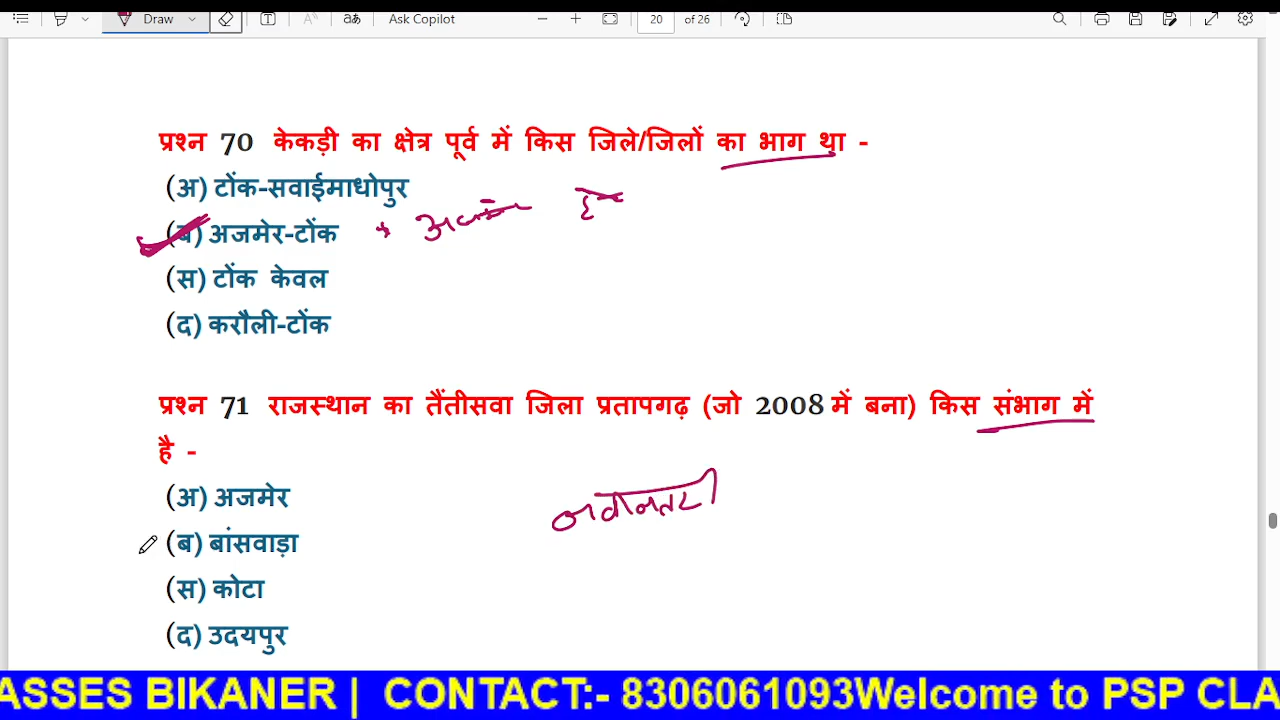 Draw Ask Copilot 20 of 26
प्रश्न 70 केकड़ी का क्षेत्र पूर्व में किस जिले/जिलों का भाग था -
(अ) टोंक-सवाईमाधोपुर
(ब) अजमेर-टोंक
(स) टोंक केवल
(द) करौली-टोंक
प्रश्न 71 राजस्थान का तैंतीसवा जिला प्रतापगढ़ (जो 2008 में बना) किस संभाग में
है -
(अ) अजमेर
(ब) बांसवाड़ा
(स) कोटा
(द) उदयपुर
ASSES BIKANER | CONTACT:- 8306061093Welcome to PSP CLA